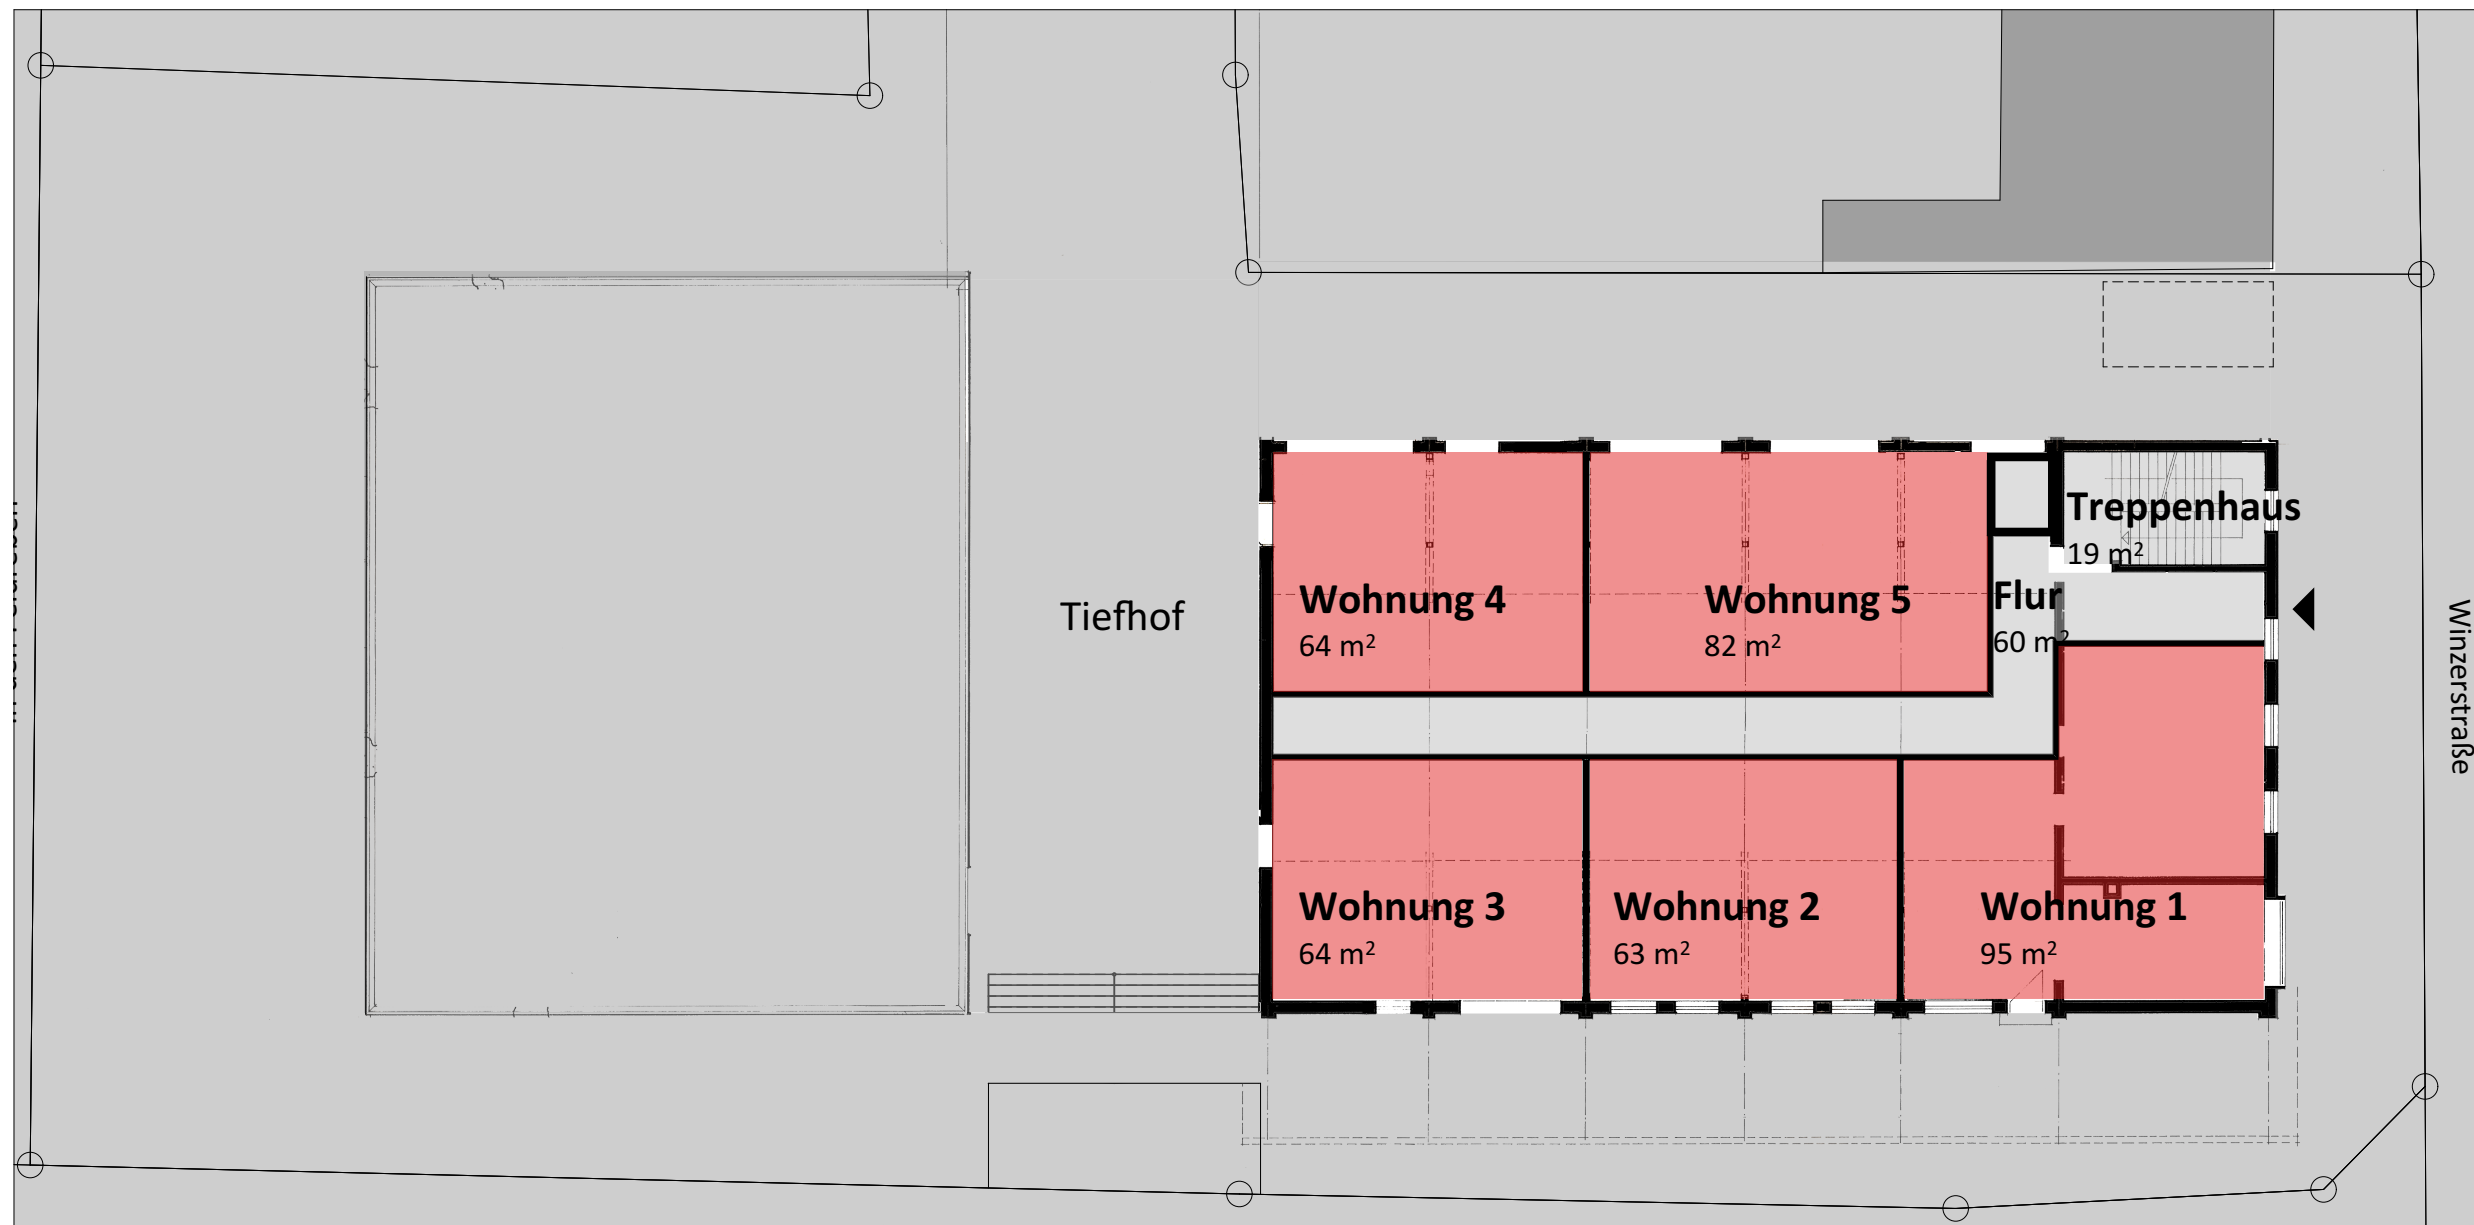 Treppenhaus
19 m²
Wohnung 4
64 m²
Wohnung 5
82 m²
Flur
60 m²
Tiefhof
Winzerstraße
Wohnung 3
64 m²
Wohnung 2
63 m²
Wohnung 1
95 m²